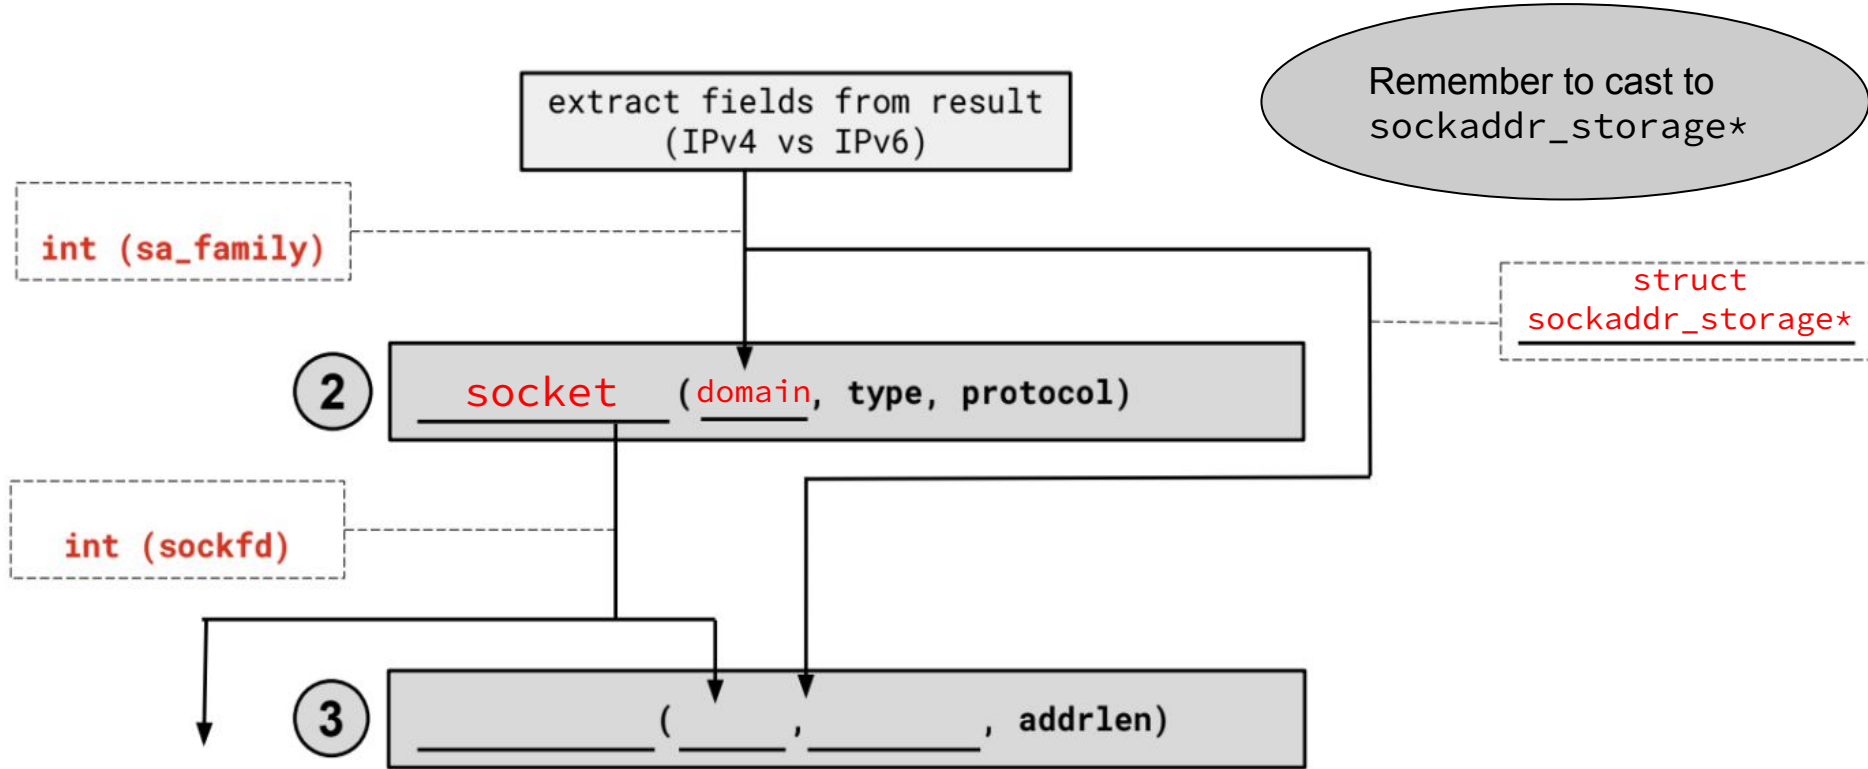 Remember to cast to
sockaddr_storage*
extract fields from result
(IPv4 vs IPv6)
int (sa_family)
struct
sockaddr_storage*
2
socket (domain, type, protocol)
int (sockfd)
3
( , , addrlen)